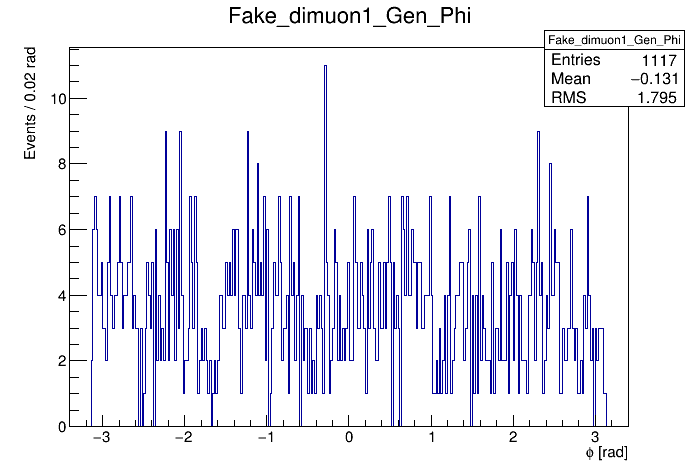 Fake_dimuon1_Gen_Phi
Fake_dimuon1_Gen_Phi
Entries 1117
Mean −0.131
RMS 1.795
Events / 0.02 rad
10
8
6
4
2
0
−3 −2 −1 0 1 2 3
ϕ [rad]